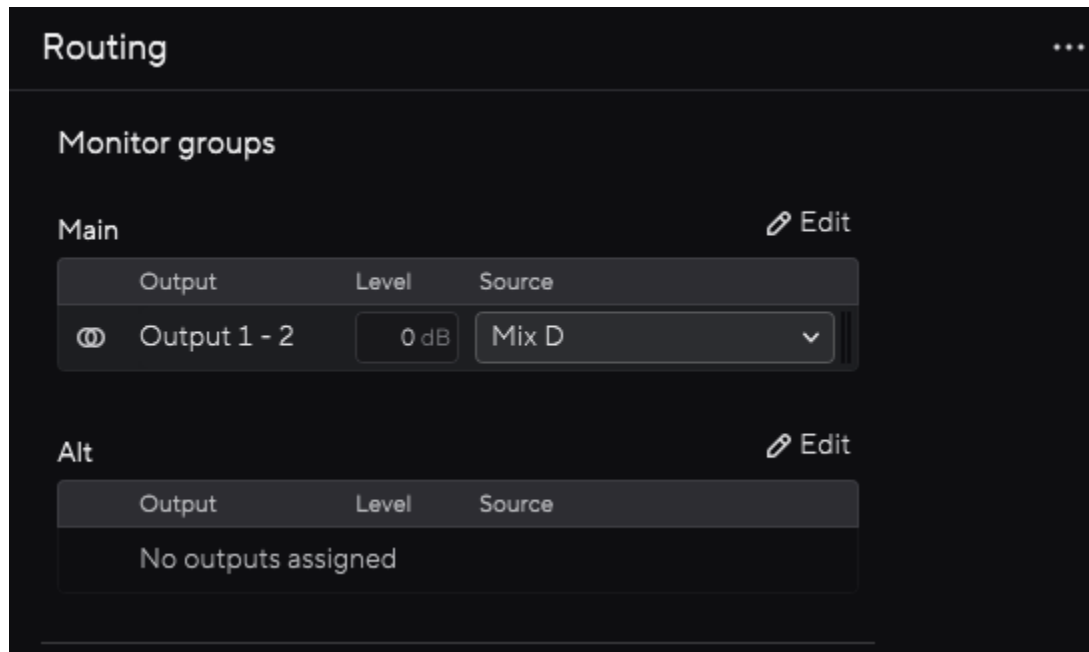 Routing
Monitor groups
Main
Edit
Output Level Source
Output 1 - 2 0 dB Mix D
Alt
Edit
Output Level Source
No outputs assigned